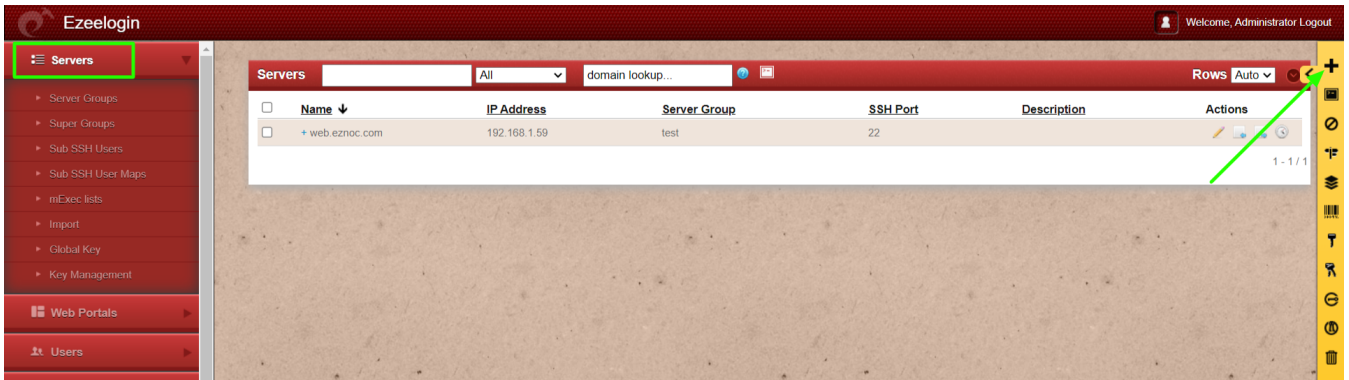 Ezeelogin
Welcome, Administrator Logout
Servers
Server Groups
Super Groups
Sub SSH Users
Sub SSH User Maps
mExec lists
Import
Global Key
Key Management
Web Portals
Users
Servers All domain lookup... Rows Auto
Name IP Address Server Group SSH Port Description Actions
+ web.eznoc.com 192.168.1.59 test 22
1 - 1 / 1